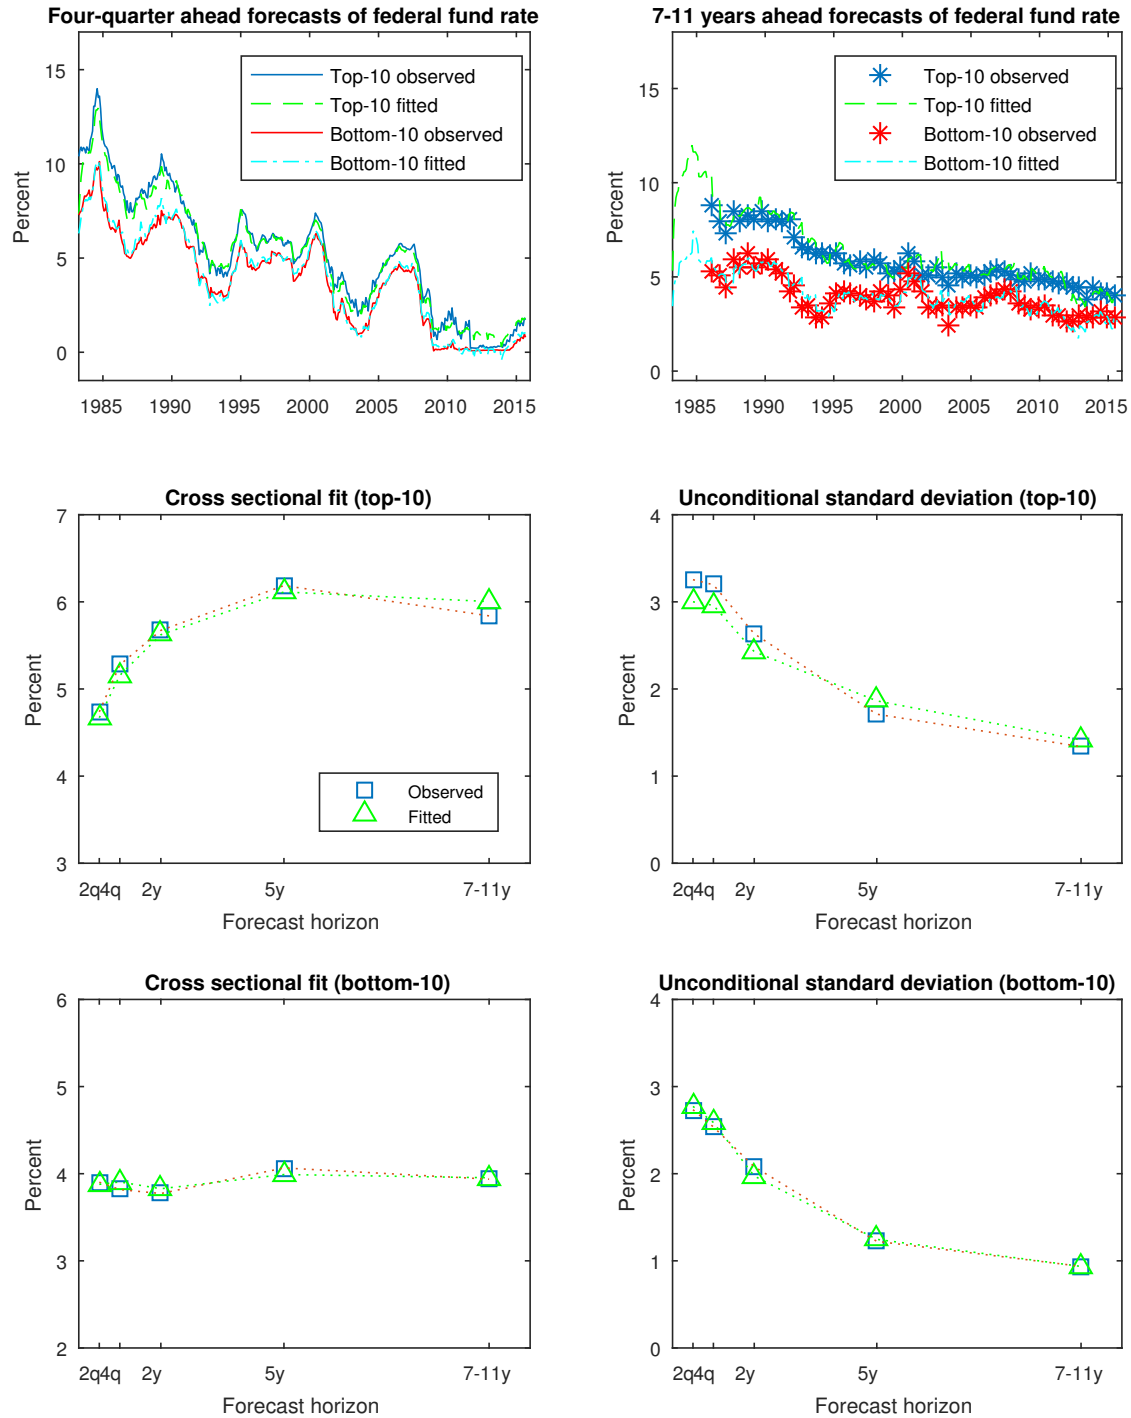 Four-quarter ahead forecasts of federal fund rate
15
10
5
0
Percent
Top-10 observed
Top-10 fitted
Bottom-10 observed
Bottom-10 fitted
1985 1990 1995 2000 2005 2010 2015
7-11 years ahead forecasts of federal fund rate
15
10
5
0
Percent
Top-10 observed
Top-10 fitted
Bottom-10 observed
Bottom-10 fitted
1985 1990 1995 2000 2005 2010 2015
Cross sectional fit (top-10)
7
6
5
4
3
Percent
Observed
Fitted
2q4q 2y 5y 7-11y
Forecast horizon
Unconditional standard deviation (top-10)
4
3
2
1
0
Percent
2q4q 2y 5y 7-11y
Forecast horizon
Cross sectional fit (bottom-10)
6
5
4
3
2
Percent
2q4q 2y 5y 7-11y
Forecast horizon
Unconditional standard deviation (bottom-10)
4
3
2
1
0
Percent
2q4q 2y 5y 7-11y
Forecast horizon